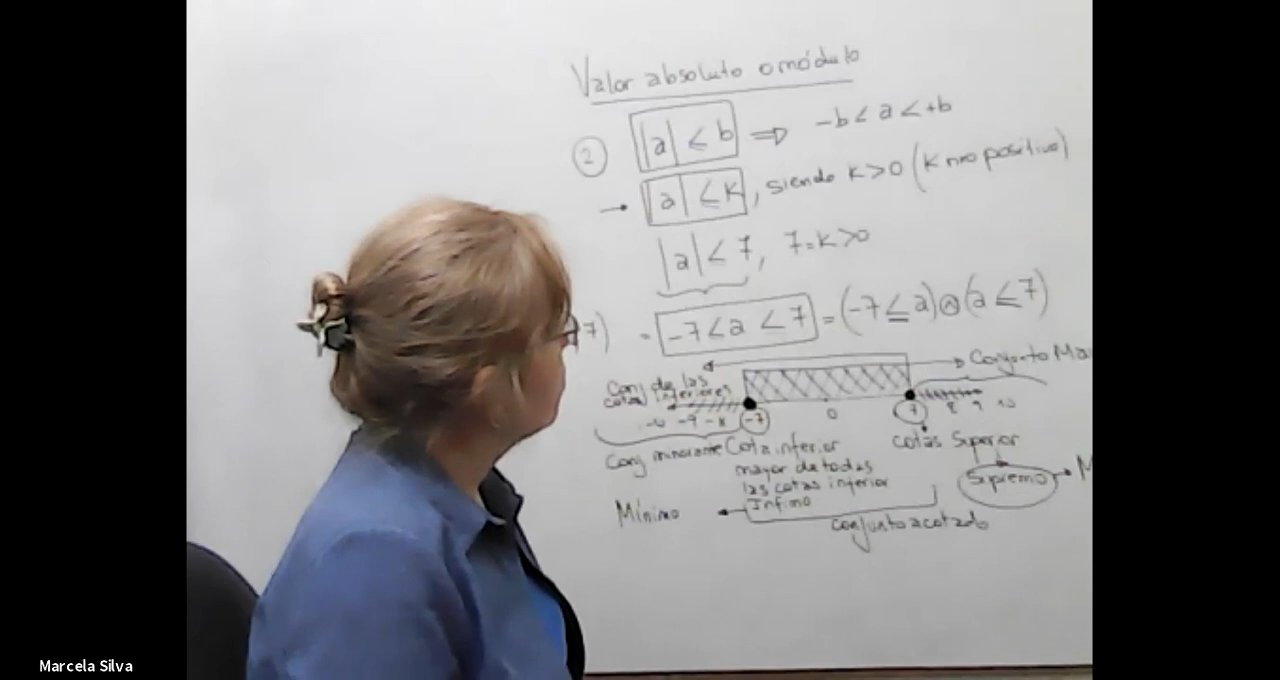 Valor absoluto o módulo
② |a| ≤ b ⇒ -b < a < +b
→ |a| ≤ K, siendo K>0 (K nro positivo)
|a| ≤ 7, 7=K>0
7) = -7 < a < 7 = (-7 ≤ a) ∧ (a ≤ 7)
Conjunto Ma
Conj de las
cotas inferiores
-9 -8 -7 0 7 8 9 10
Conj minorante Cota inferior cotas Superior
mayor de todas
las cotas inferior Supremo → M
Mínimo ← Infimo
conjunto acotado
Marcela Silva